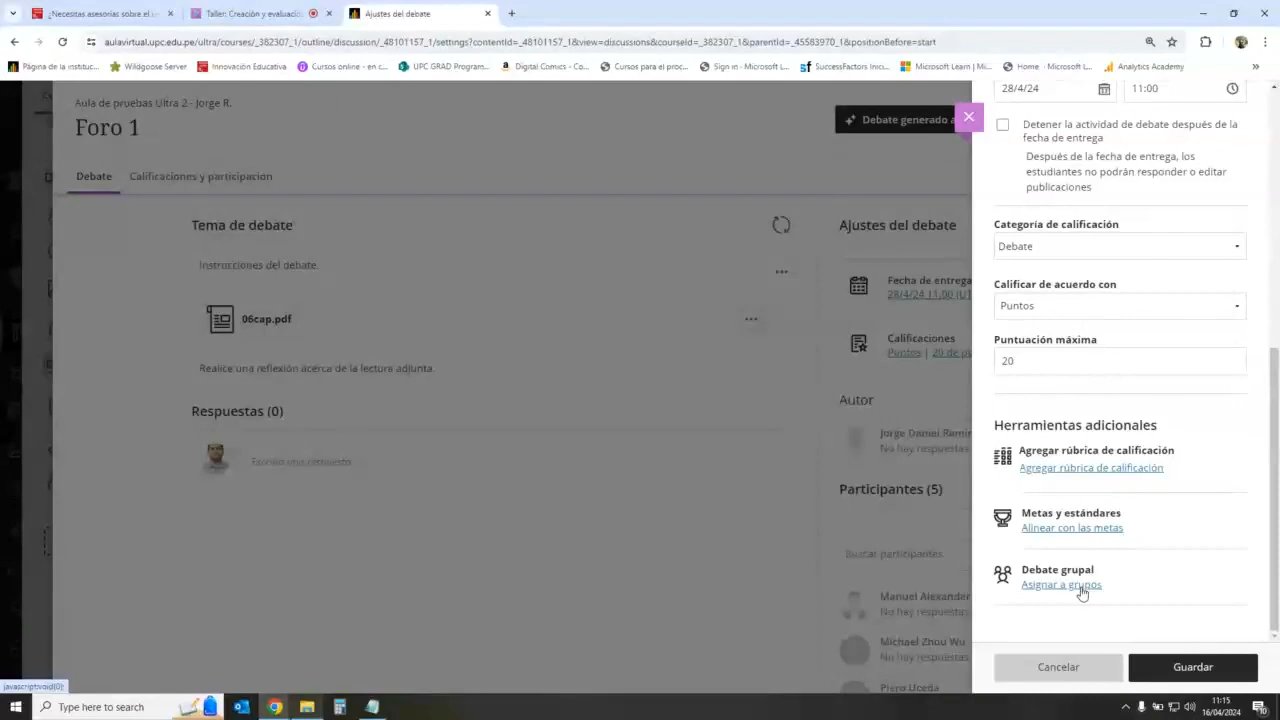 ¿Necesitas asesorías sobre el us
Taller: Creación y evaluació
Ajustes del debate
aulavirtual.upc.edu.pe/ultra/courses/_382307_1/outline/discussion/_48101157_1/settings?contentId=_48101157_1&view=discussions&courseId=_382307_1&parentId=_45583970_1&positionBefore=start
Página de la instituc...
Wildgoose Server
Innovación Educativa
Cursos online - en c...
UPC GRAD Program...
Digital Comics - Co...
Cursos para el proc...
Sign in - Microsoft L...
SuccessFactors Inici...
Microsoft Learn | Mi...
Home - Microsoft L...
Analytics Academy
Aula de pruebas Ultra 2 - Jorge R.
Foro 1
Debate generado a
Debate
Calificaciones y participación
Tema de debate
Instrucciones del debate.
06cap.pdf
Realice una reflexión acerca de la lectura adjunta.
Respuestas (0)
Escriba una respuesta
Ajustes del debate
Fecha de entrega
28/4/24 11:00 (U
Calificaciones
Puntos | 20 de pu
Autor
Jorge Daniel Ramír
No hay respuestas
Participantes (5)
Buscar participantes
Manuel Alexander
No hay respuestas
Michael Zhou Wu
No hay respuestas
Piero Uceda
28/4/24
11:00
Detener la actividad de debate después de la
fecha de entrega
Después de la fecha de entrega, los
estudiantes no podrán responder o editar
publicaciones
Categoría de calificación
Debate
Calificar de acuerdo con
Puntos
Puntuación máxima
20
Herramientas adicionales
Agregar rúbrica de calificación
Agregar rúbrica de calificación
Metas y estándares
Alinear con las metas
Debate grupal
Asignar a grupos
Cancelar
Guardar
javascript:void(0);
Type here to search
11:15
16/04/2024